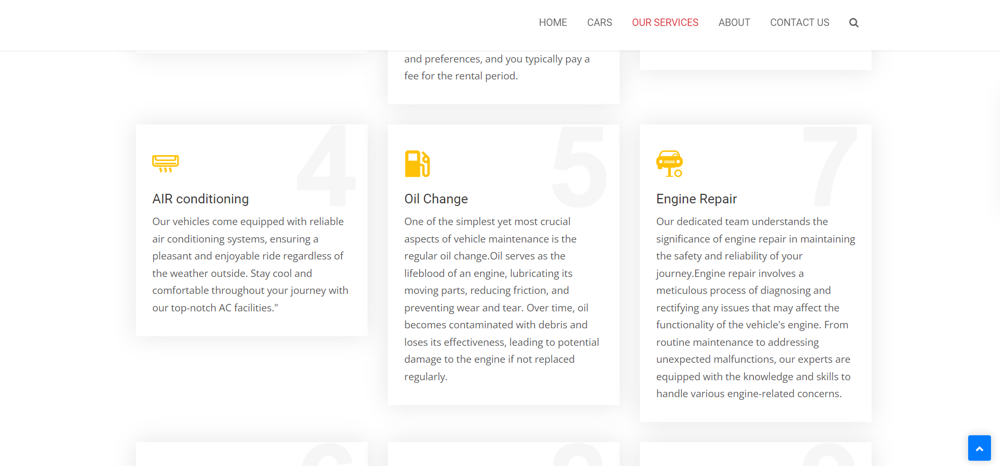 HOME CARS OUR SERVICES ABOUT CONTACT US
and preferences, and you typically pay a
fee for the rental period.
4
AIR conditioning
Our vehicles come equipped with reliable
air conditioning systems, ensuring a
pleasant and enjoyable ride regardless of
the weather outside. Stay cool and
comfortable throughout your journey with
our top-notch AC facilities."
5
Oil Change
One of the simplest yet most crucial
aspects of vehicle maintenance is the
regular oil change.Oil serves as the
lifeblood of an engine, lubricating its
moving parts, reducing friction, and
preventing wear and tear. Over time, oil
becomes contaminated with debris and
loses its effectiveness, leading to potential
damage to the engine if not replaced
regularly.
7
Engine Repair
Our dedicated team understands the
significance of engine repair in maintaining
the safety and reliability of your
journey.Engine repair involves a
meticulous process of diagnosing and
rectifying any issues that may affect the
functionality of the vehicle's engine. From
routine maintenance to addressing
unexpected malfunctions, our experts are
equipped with the knowledge and skills to
handle various engine-related concerns.